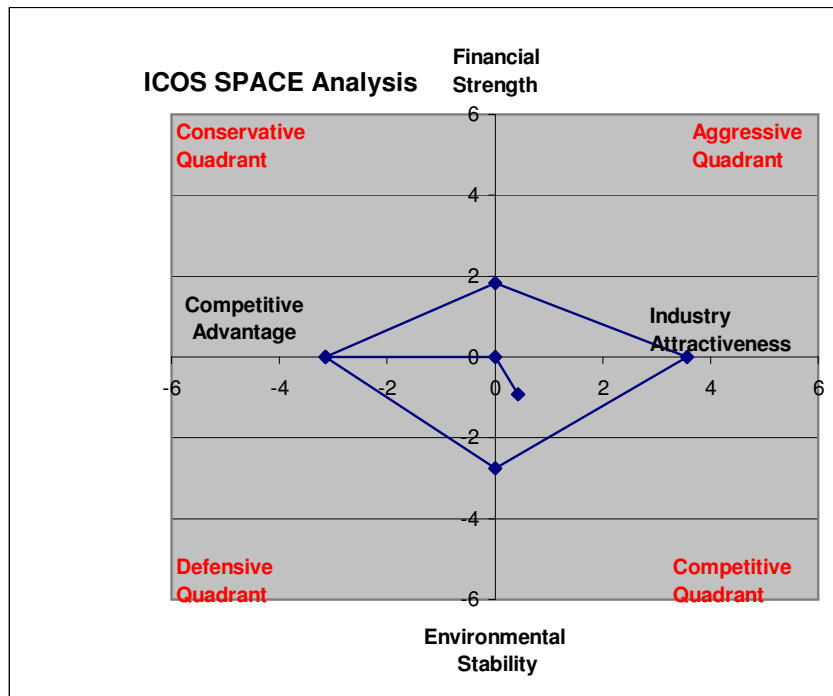 Financial
Strength
ICOS SPACE Analysis
6
Conservative
Quadrant
Aggressive
Quadrant
4
2
Competitive
Advantage
Industry
Attractiveness
0
-6 -4 -2 0 2 4 6
-2
-4
Defensive
Quadrant
Competitive
Quadrant
-6
Environmental
Stability